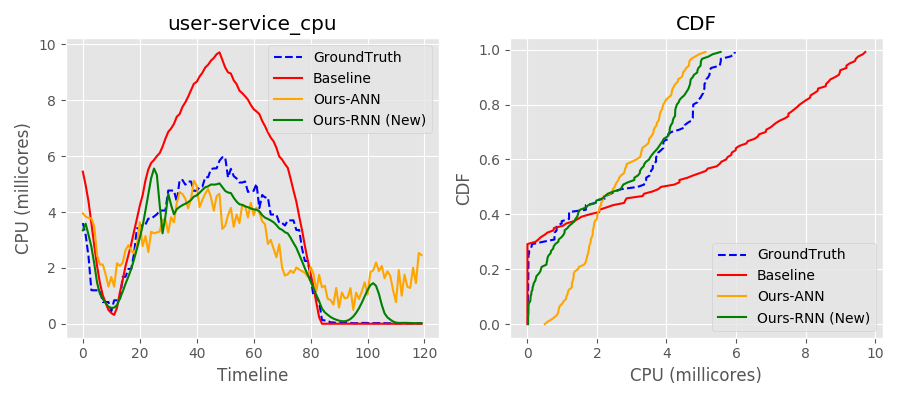 user-service_cpu
CPU (millicores)
10
8
6
4
2
0
0 20 40 60 80 100 120
Timeline
GroundTruth
Baseline
Ours-ANN
Ours-RNN (New)
CDF
CDF
1.0
0.8
0.6
0.4
0.2
0.0
0 2 4 6 8 10
CPU (millicores)
GroundTruth
Baseline
Ours-ANN
Ours-RNN (New)